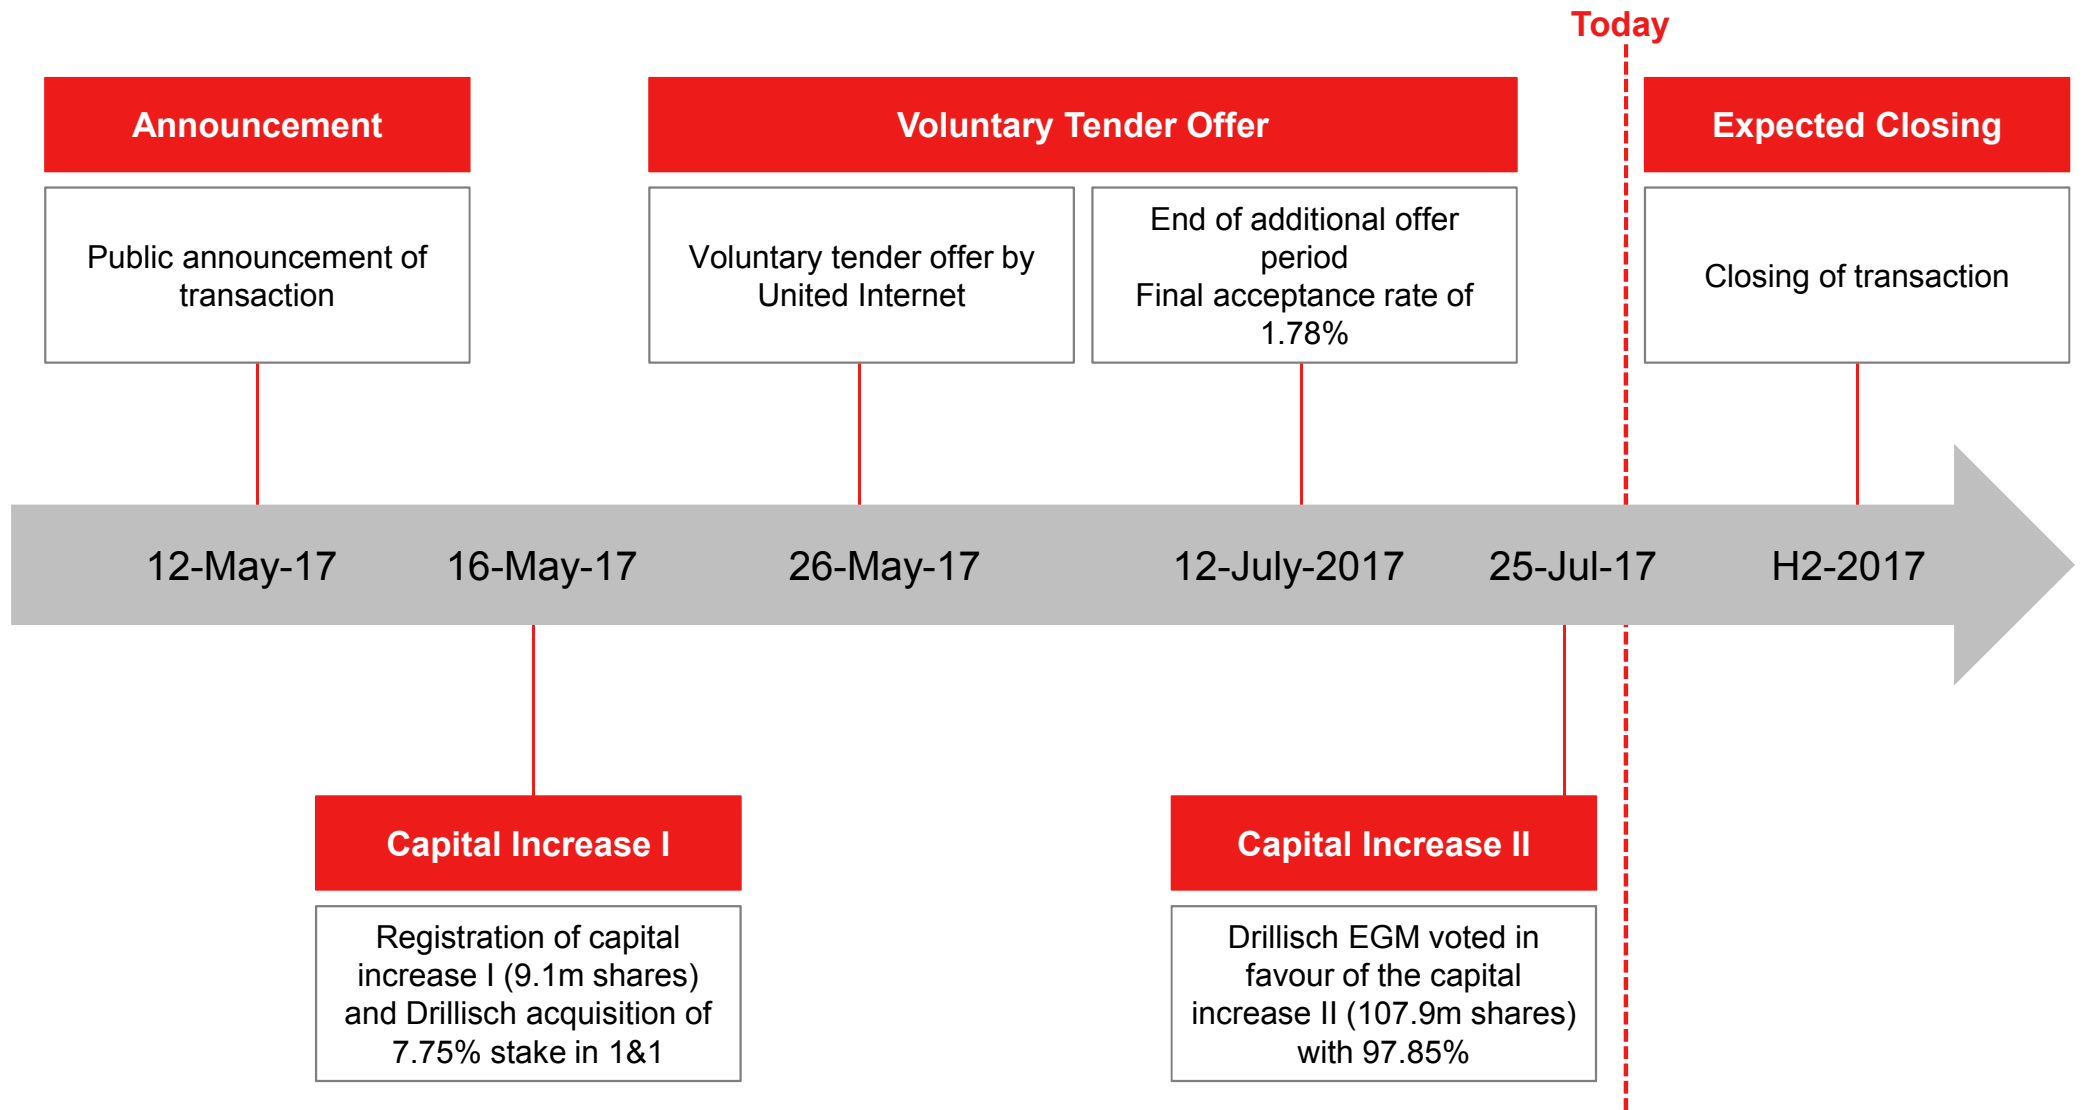 Today
Announcement
Voluntary Tender Offer
Expected Closing
Public announcement of
transaction
Voluntary tender offer by
United Internet
End of additional offer
period
Final acceptance rate of
1.78%
Closing of transaction
12-May-17
16-May-17
26-May-17
12-July-2017
25-Jul-17
H2-2017
Capital Increase I
Registration of capital
increase I (9.1m shares)
and Drillisch acquisition of
7.75% stake in 1&1
Capital Increase II
Drillisch EGM voted in
favour of the capital
increase II (107.9m shares)
with 97.85%